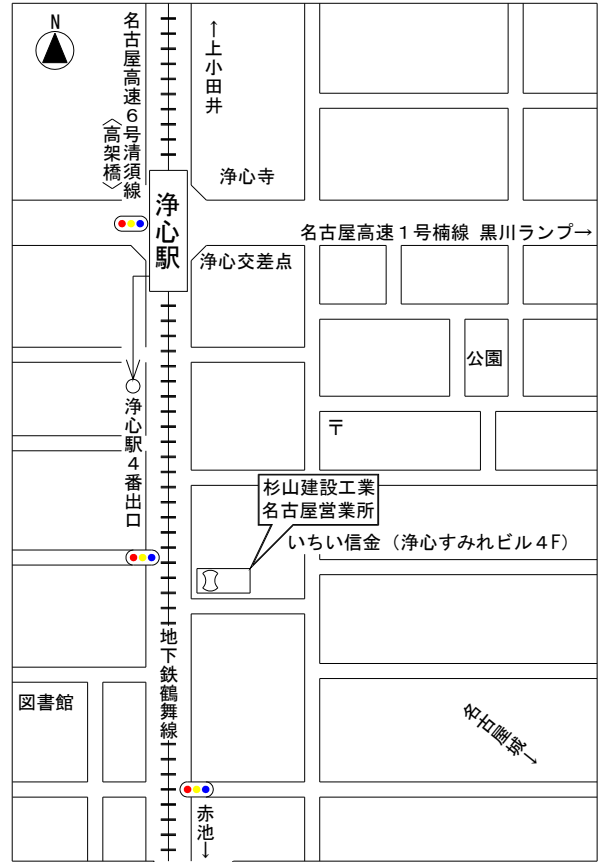 N
名古屋高速6号清須線
〈高架橋〉
↑上小田井
浄心寺
浄心駅
名古屋高速1号楠線 黒川ランプ→
浄心交差点
公園
浄心駅4番出口
〒
杉山建設工業
名古屋営業所
いちい信金（浄心すみれビル4F）
地下鉄鶴舞線
図書館
名古屋城→
赤池↓